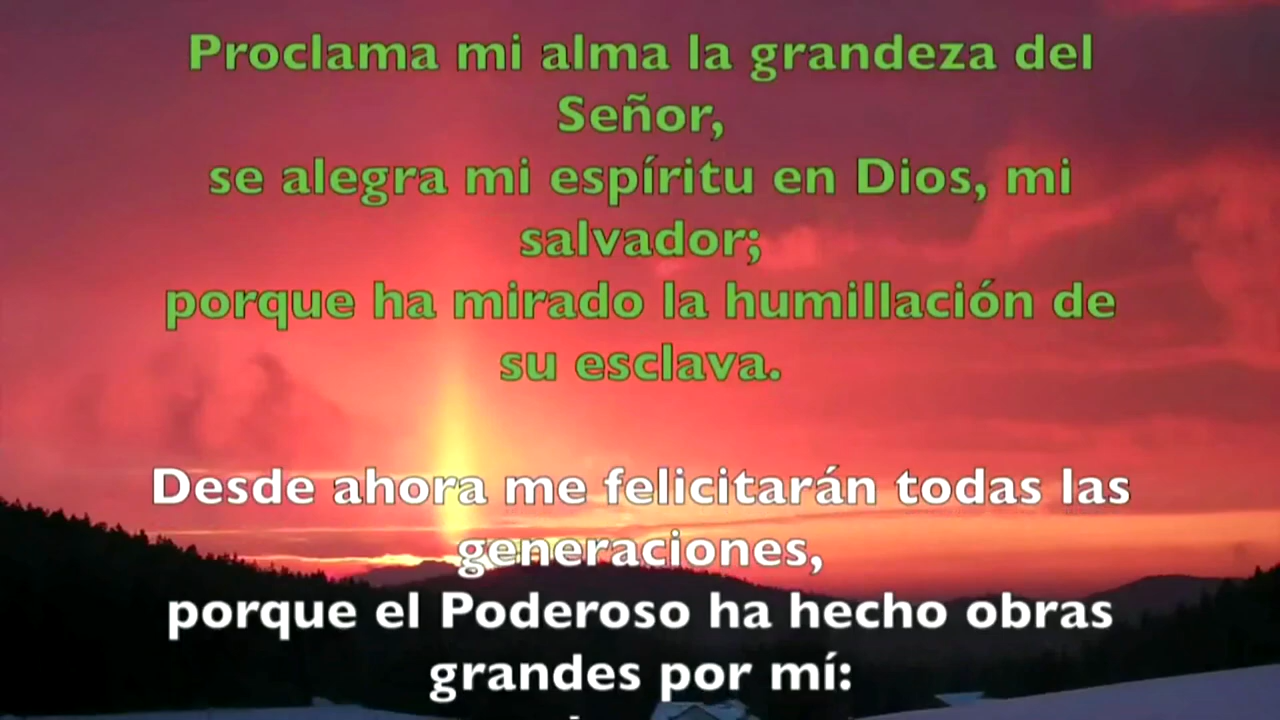 Proclama mi alma la grandeza del
Señor,
se alegra mi espíritu en Dios, mi
salvador;
porque ha mirado la humillación de
su esclava.
Desde ahora me felicitarán todas las
generaciones,
porque el Poderoso ha hecho obras
grandes por mí: